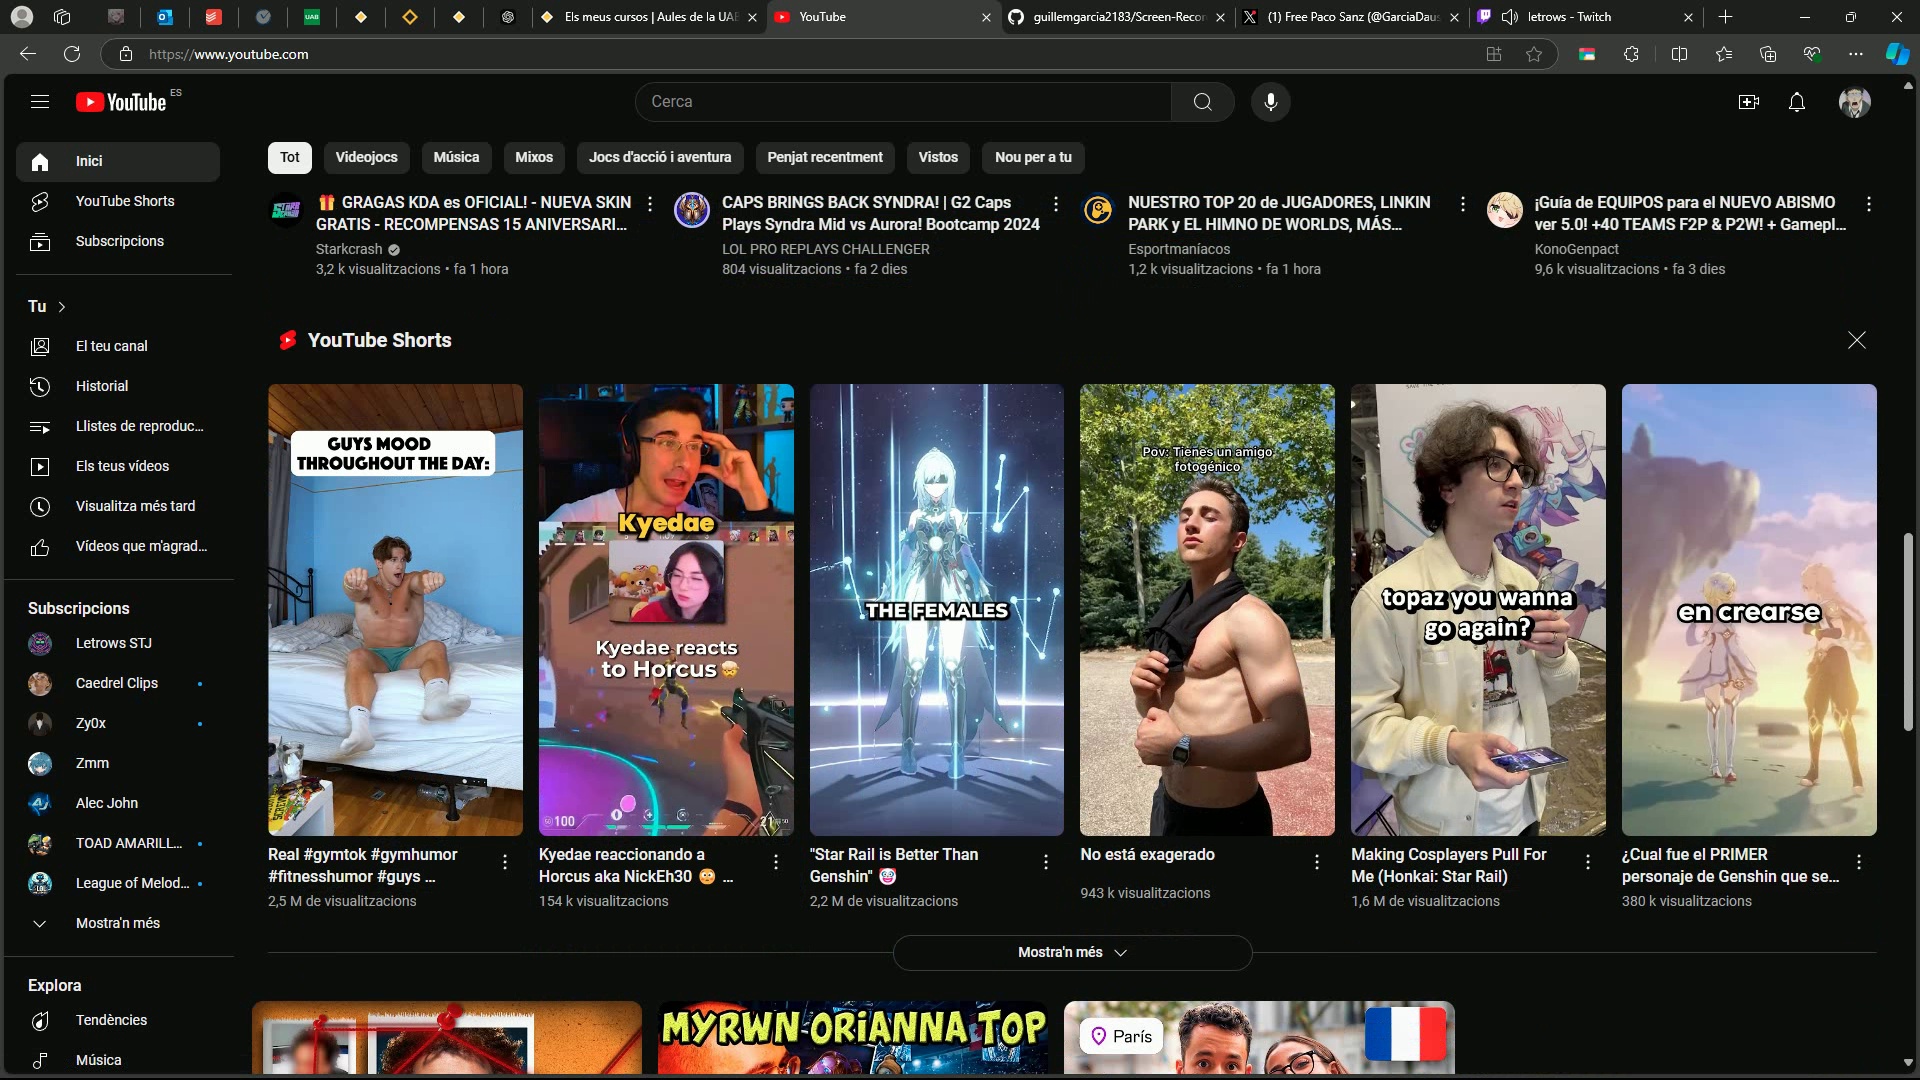 Els meus cursos | Aules de la UAB
YouTube
guillemgarcia2183/Screen-Recor
(1) Free Paco Sanz (@GarciaDaus
letrows - Twitch
https://www.youtube.com
YouTube ES
Cerca
Inici
YouTube Shorts
Subscripcions
Tu
El teu canal
Historial
Llistes de reproduc...
Els teus vídeos
Visualitza més tard
Vídeos que m'agrad...
Subscripcions
Letrows STJ
Caedrel Clips
Zy0x
Zmm
Alec John
TOAD AMARILL...
League of Melod...
Mostra'n més
Explora
Tendències
Música
Tot
Videojocs
Música
Mixos
Jocs d'acció i aventura
Penjat recentment
Vistos
Nou per a tu
🎁 GRAGAS KDA es OFICIAL! - NUEVA SKIN
GRATIS - RECOMPENSAS 15 ANIVERSARI...
Starkcrash
3,2 k visualitzacions • fa 1 hora
CAPS BRINGS BACK SYNDRA! | G2 Caps
Plays Syndra Mid vs Aurora! Bootcamp 2024
LOL PRO REPLAYS CHALLENGER
804 visualitzacions • fa 2 dies
NUESTRO TOP 20 de JUGADORES, LINKIN
PARK y EL HIMNO DE WORLDS, MÁS...
Esportmaníacos
1,2 k visualitzacions • fa 1 hora
¡Guía de EQUIPOS para el NUEVO ABISMO
ver 5.0! +40 TEAMS F2P & P2W! + Gamepl...
KonoGenpact
9,6 k visualitzacions • fa 3 dies
YouTube Shorts
GUYS MOOD
THROUGHOUT THE DAY:
Real #gymtok #gymhumor
#fitnesshumor #guys ...
2,5 M de visualitzacions
Kyedae
Kyedae reacts
to Horcus🤯
100
21
Kyedae reaccionando a
Horcus aka NickEh30 😳 ...
154 k visualitzacions
THE FEMALES
"Star Rail is Better Than
Genshin" 🤡
2,2 M de visualitzacions
Pov: Tienes un amigo
fotogénico
No está exagerado
943 k visualitzacions
topaz you wanna
go again?
Making Cosplayers Pull For
Me (Honkai: Star Rail)
1,6 M de visualitzacions
en crearse
¿Cual fue el PRIMER
personaje de Genshin que se...
380 k visualitzacions
Mostra'n més
MYRWN-ORIANNA TOP
París